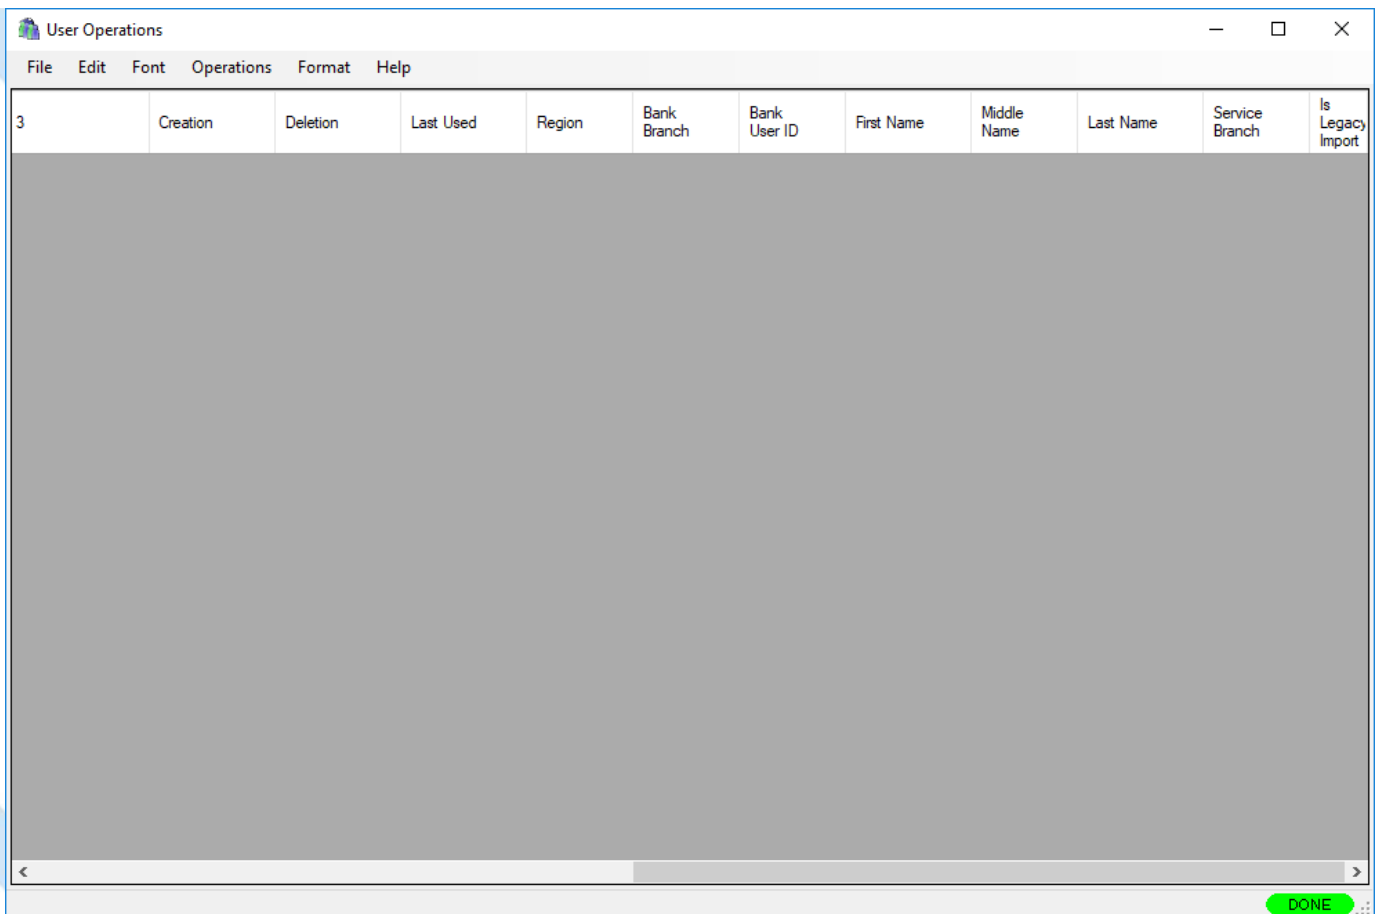 User Operations
File Edit Font Operations Format Help
3 Creation Deletion Last Used Region Bank Branch Bank User ID First Name Middle Name Last Name Service Branch Is Legacy Import
DONE